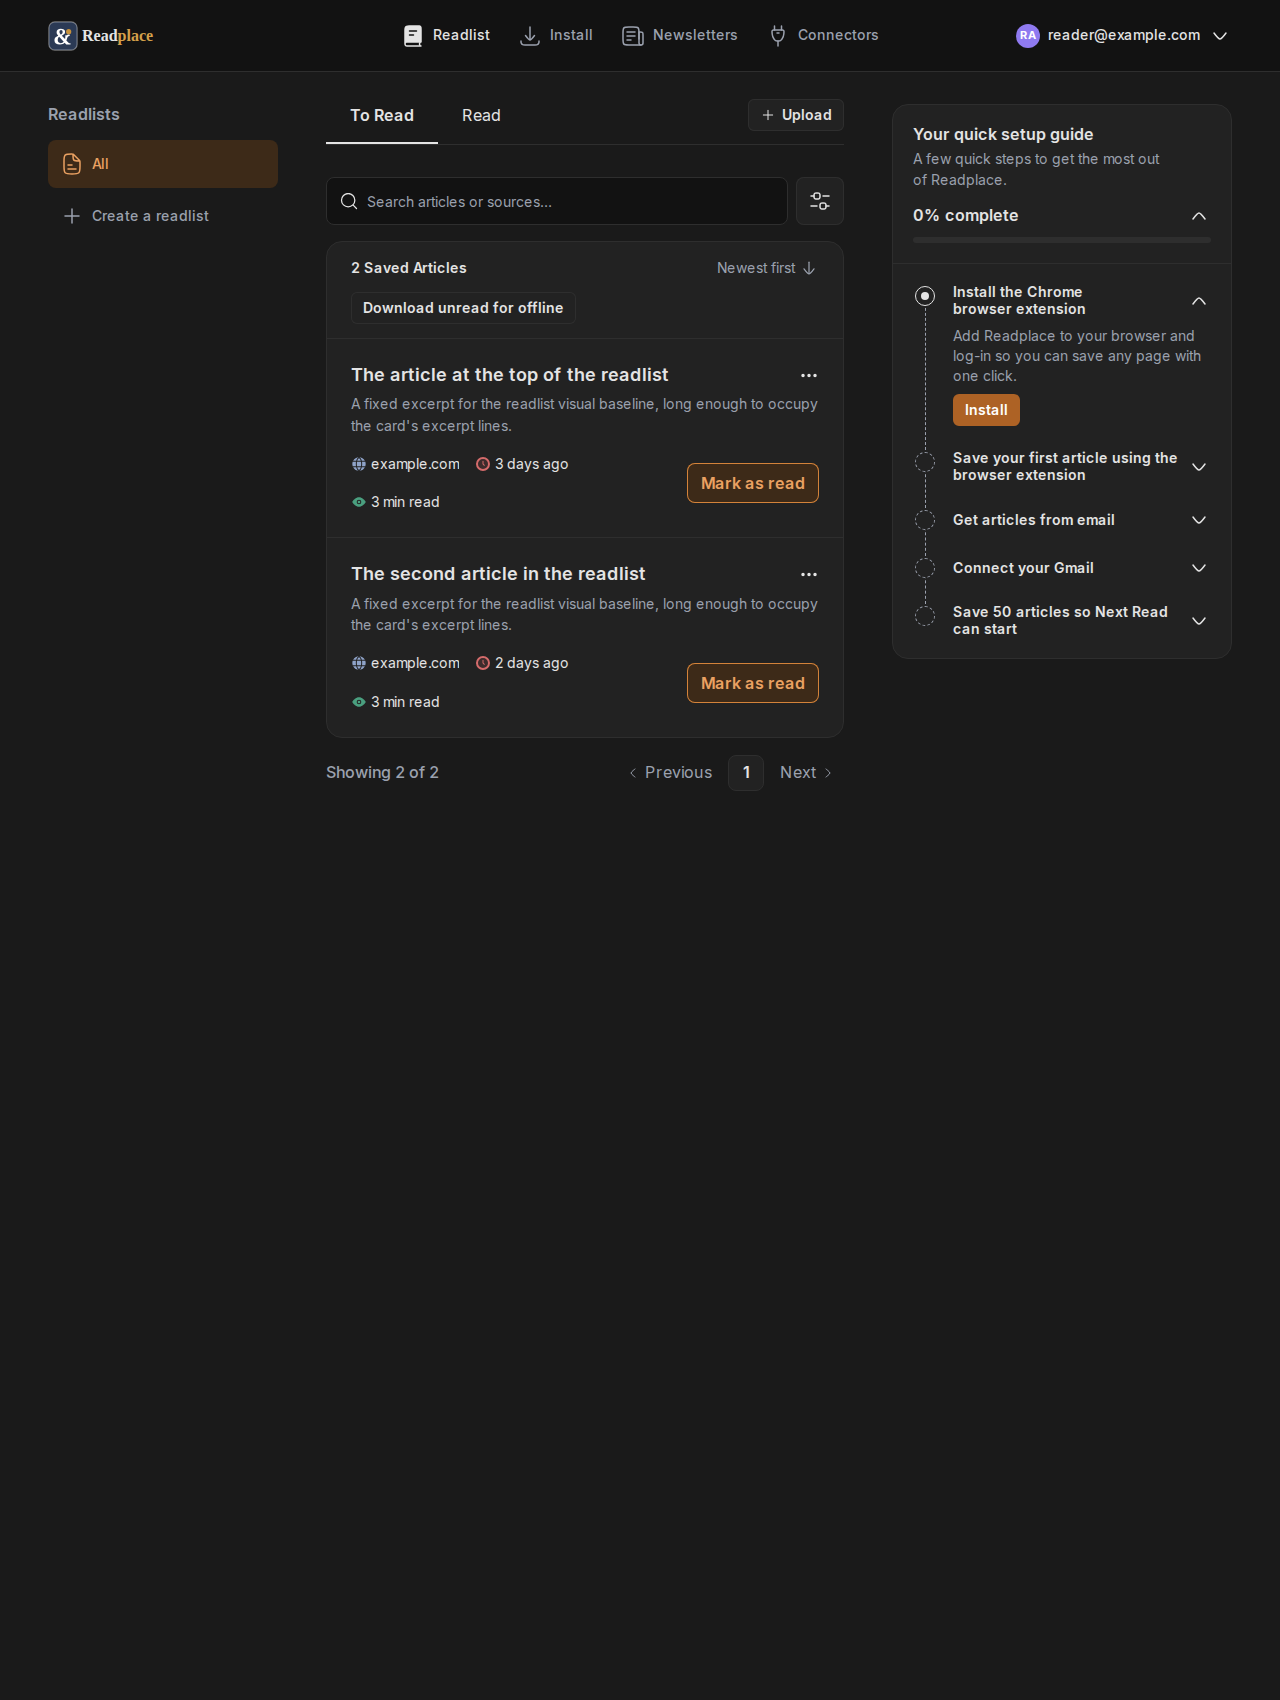 & Readplace
Readlist
Install
Newsletters
Connectors
RA reader@example.com
Readlists
All
Create a readlist
To Read
Read
Upload
Search articles or sources...
2 Saved Articles
Newest first
Download unread for offline
The article at the top of the readlist
A fixed excerpt for the readlist visual baseline, long enough to occupy
the card's excerpt lines.
example.com
3 days ago
3 min read
Mark as read
The second article in the readlist
A fixed excerpt for the readlist visual baseline, long enough to occupy
the card's excerpt lines.
example.com
2 days ago
3 min read
Mark as read
Showing 2 of 2
Previous
1
Next
Your quick setup guide
A few quick steps to get the most out
of Readplace.
0% complete
Install the Chrome
browser extension
Add Readplace to your browser and
log-in so you can save any page with
one click.
Install
Save your first article using the
browser extension
Get articles from email
Connect your Gmail
Save 50 articles so Next Read
can start